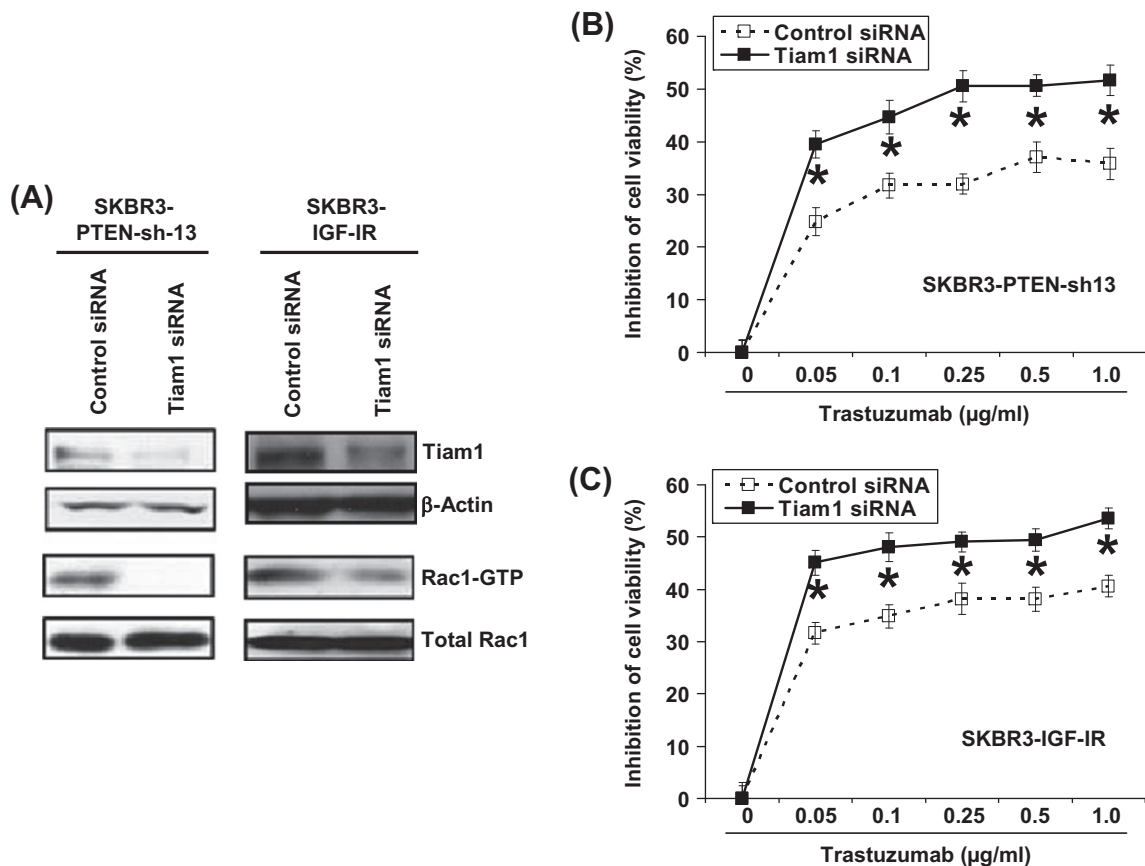 (A)
SKBR3-
PTEN-sh-13
SKBR3-
IGF-IR
Control siRNA
Tiam1 siRNA
Control siRNA
Tiam1 siRNA
Tiam1
β-Actin
Rac1-GTP
Total Rac1
(B)
Control siRNA
Tiam1 siRNA
Inhibition of cell viability (%)
60
50
40
30
20
10
0
* * * * *
SKBR3-PTEN-sh13
0 0.05 0.1 0.25 0.5 1.0
Trastuzumab (µg/ml)
(C)
Control siRNA
Tiam1 siRNA
Inhibition of cell viability (%)
60
50
40
30
20
10
0
* * * * *
SKBR3-IGF-IR
0 0.05 0.1 0.25 0.5 1.0
Trastuzumab (µg/ml)